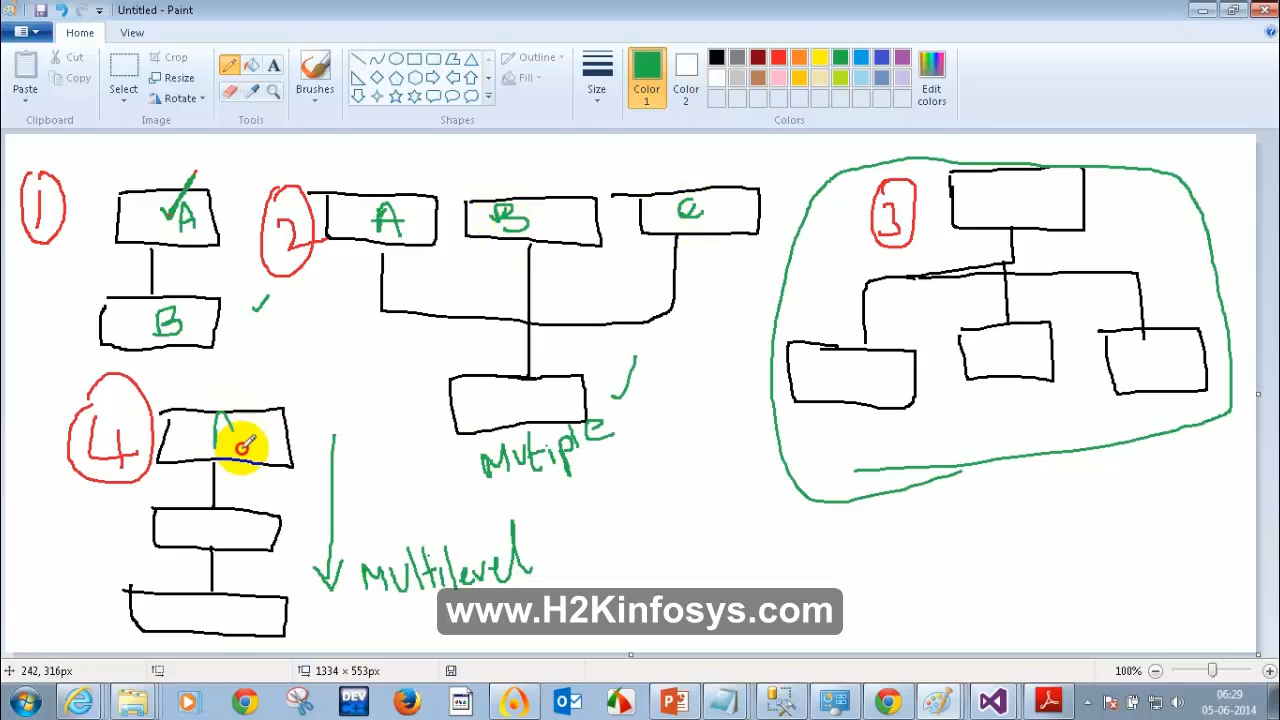 Untitled - Paint
Home View
Paste
Cut
Copy
Clipboard
Select
Crop
Resize
Rotate
Image
Tools
Brushes
Shapes
Outline
Fill
Size
Color 1
Color 2
Edit colors
Colors
1
A
B
2
A
B
C
Mutiple
3
4
Multilevel
www.H2Kinfosys.com
242, 316px
1334 × 553px
100%
DEV
06:29
05-06-2014